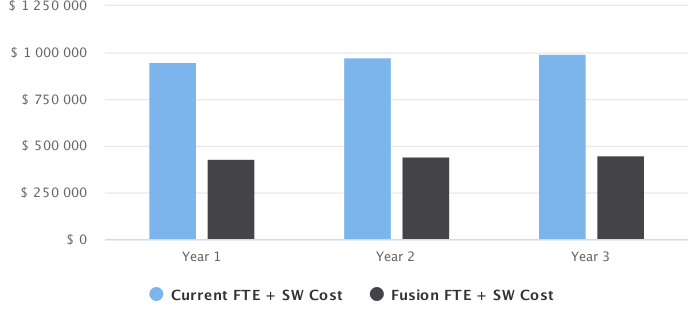 $ 1 250 000
$ 1 000 000
$ 750 000
$ 500 000
$ 250 000
$ 0
Year 1 Year 2 Year 3
Current FTE + SW Cost Fusion FTE + SW Cost